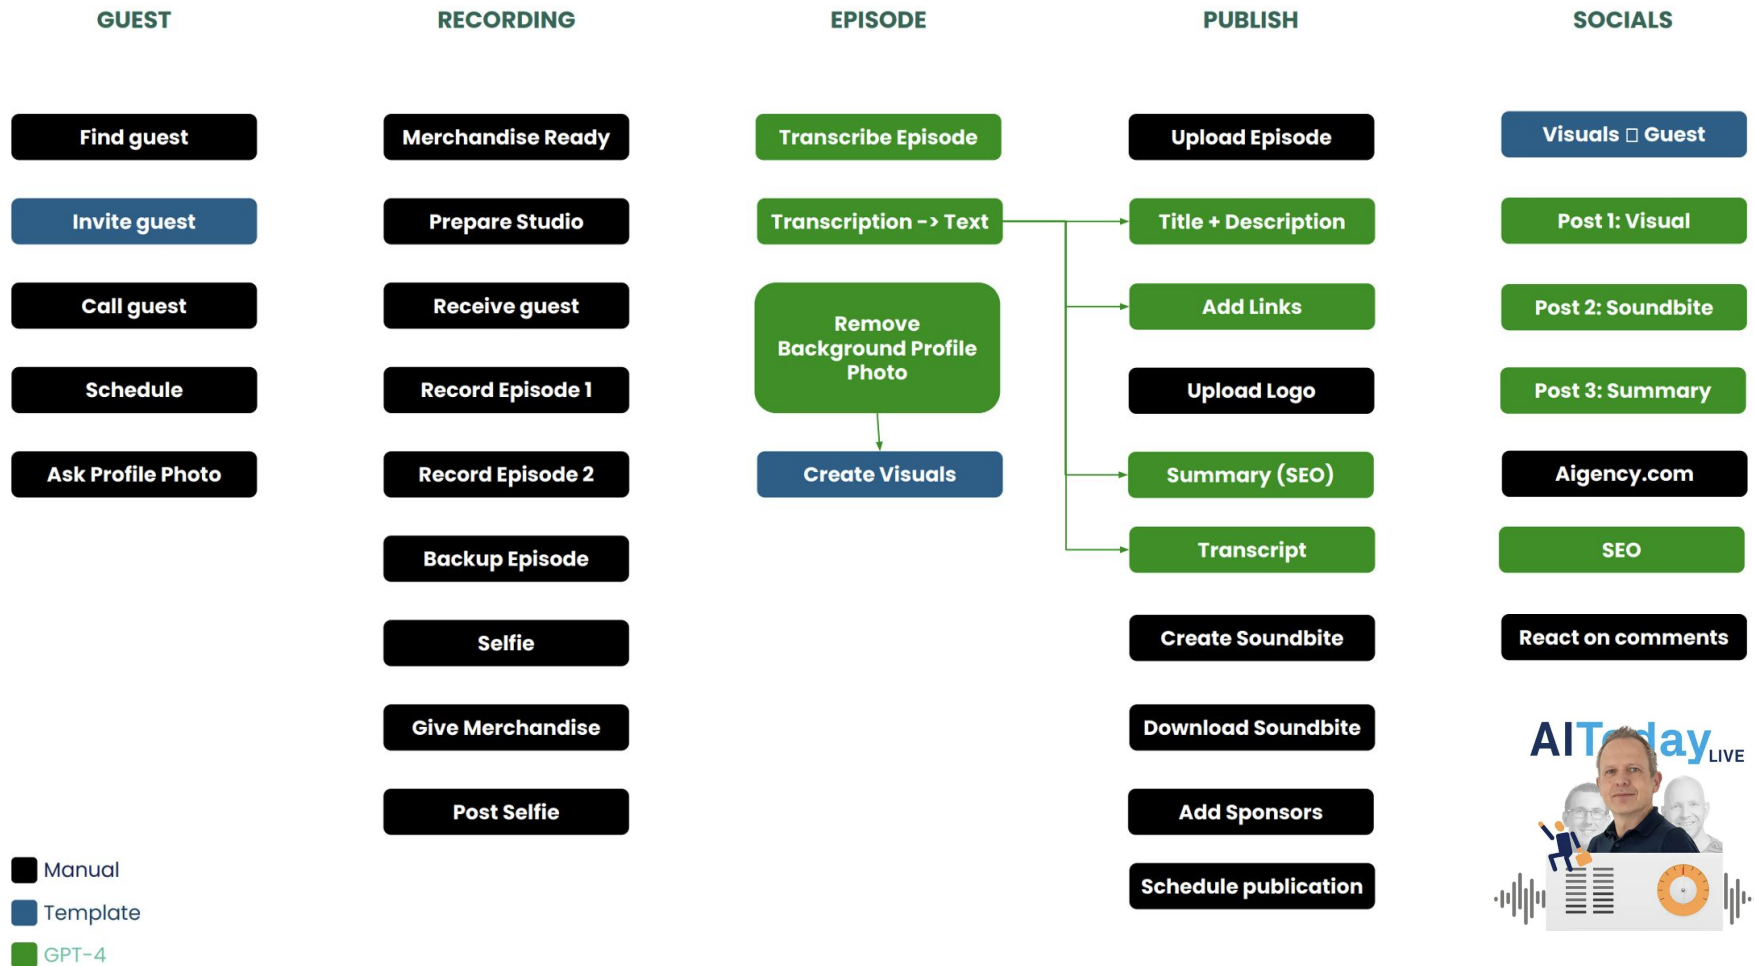 GUEST
RECORDING
EPISODE
PUBLISH
SOCIALS
Find guest
Invite guest
Call guest
Schedule
Ask Profile Photo
Merchandise Ready
Prepare Studio
Receive guest
Record Episode 1
Record Episode 2
Backup Episode
Selfie
Give Merchandise
Post Selfie
Transcribe Episode
Transcription -> Text
Remove
Background Profile
Photo
Create Visuals
Upload Episode
Title + Description
Add Links
Upload Logo
Summary (SEO)
Transcript
Create Soundbite
Download Soundbite
Add Sponsors
Schedule publication
Visuals □ Guest
Post 1: Visual
Post 2: Soundbite
Post 3: Summary
Aigency.com
SEO
React on comments
AIToday LIVE
Manual
Template
GPT-4